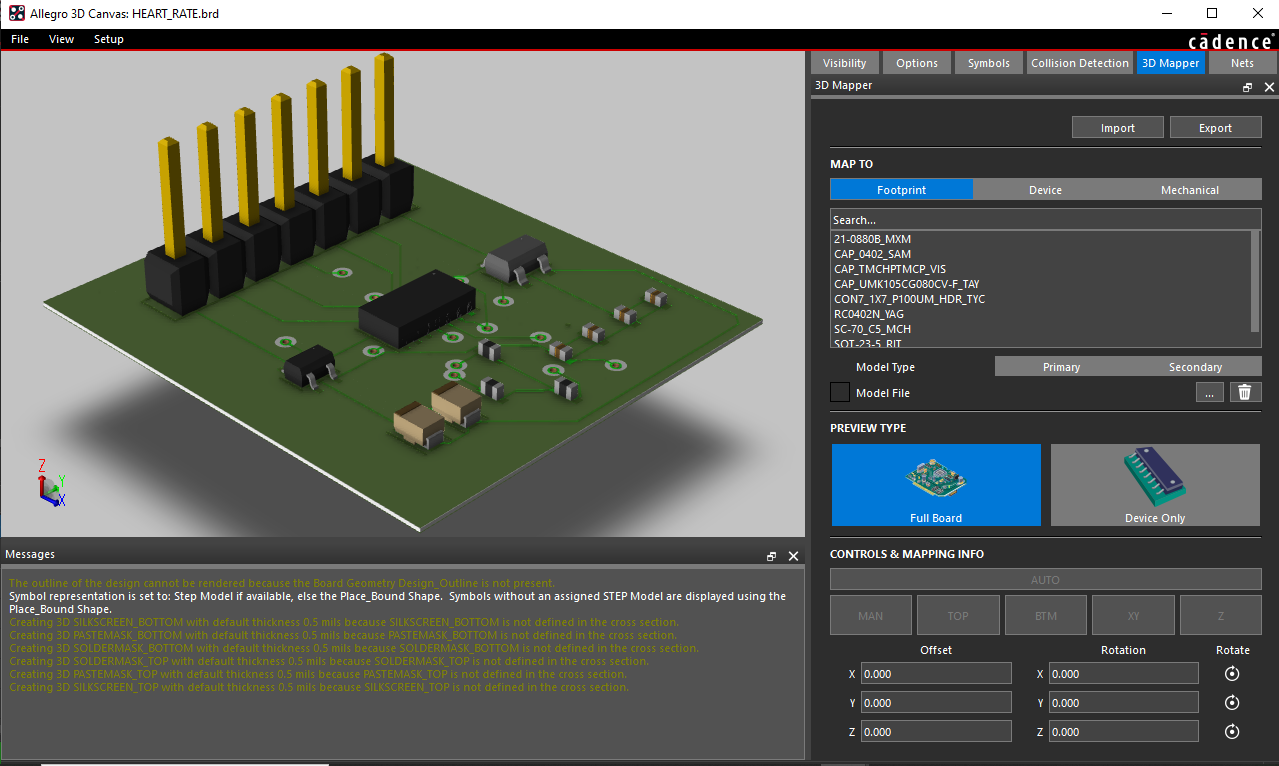 Allegro 3D Canvas: HEART_RATE.brd
File View Setup
cādence
Visibility Options Symbols Collision Detection 3D Mapper Nets
3D Mapper
Import Export
MAP TO
Footprint Device Mechanical
Search...
21-0880B_MXM
CAP_0402_SAM
CAP_TMCHPTMCP_VIS
CAP_UMK105CG080CV-F_TAY
CON7_1X7_P100UM_HDR_TYC
RC0402N_YAG
SC-70_C5_MCH
SOT-23-5_RIT
Model Type Primary Secondary
Model File ...
PREVIEW TYPE
Full Board Device Only
CONTROLS & MAPPING INFO
AUTO
MAN TOP BTM XY Z
Offset Rotation Rotate
X 0.000 X 0.000
Y 0.000 Y 0.000
Z 0.000 Z 0.000
Z
Y
X
Messages
The outline of the design cannot be rendered because the Board Geometry Design_Outline is not present.
Symbol representation is set to: Step Model if available, else the Place_Bound Shape. Symbols without an assigned STEP Model are displayed using the
Place_Bound Shape.
Creating 3D SILKSCREEN_BOTTOM with default thickness 0.5 mils because SILKSCREEN_BOTTOM is not defined in the cross section.
Creating 3D PASTEMASK_BOTTOM with default thickness 0.5 mils because PASTEMASK_BOTTOM is not defined in the cross section.
Creating 3D SOLDERMASK_BOTTOM with default thickness 0.5 mils because SOLDERMASK_BOTTOM is not defined in the cross section.
Creating 3D SOLDERMASK_TOP with default thickness 0.5 mils because SOLDERMASK_TOP is not defined in the cross section.
Creating 3D PASTEMASK_TOP with default thickness 0.5 mils because PASTEMASK_TOP is not defined in the cross section.
Creating 3D SILKSCREEN_TOP with default thickness 0.5 mils because SILKSCREEN_TOP is not defined in the cross section.